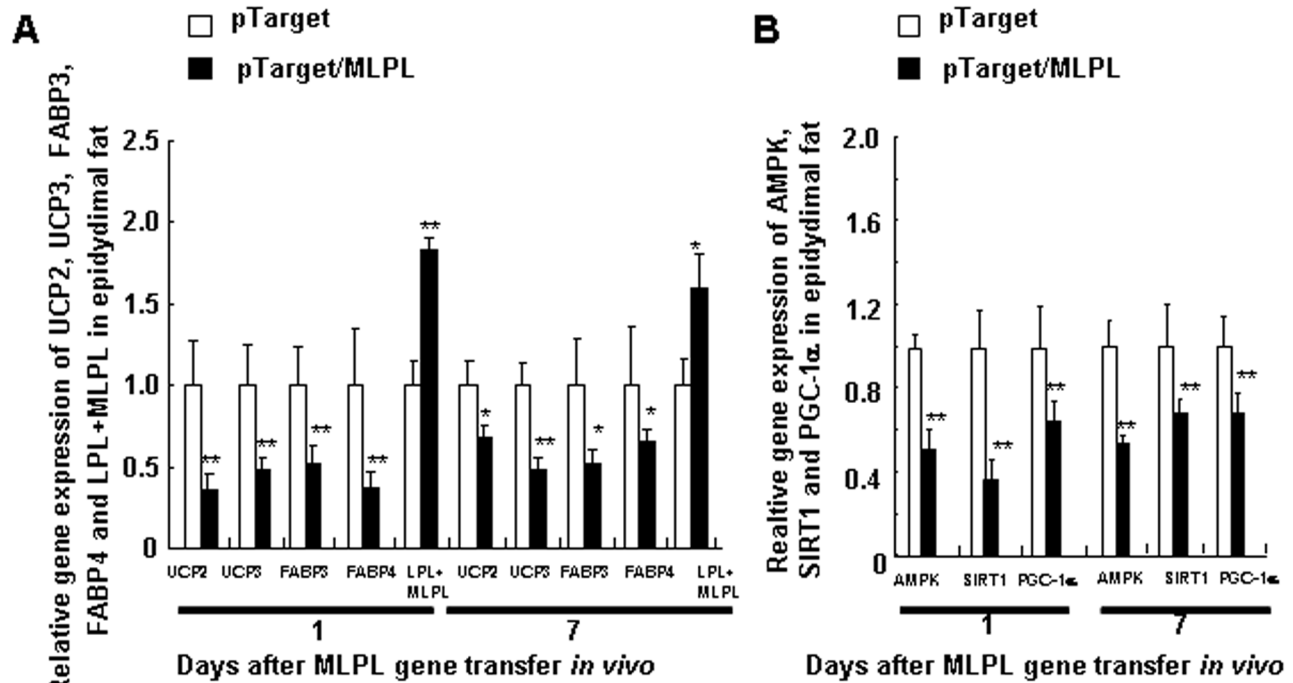 A
pTarget
pTarget/MLPL
Relative gene expression of UCP2, UCP3, FABP3,
FABP4 and LPL+MLPL in epidydimal fat
2.5
2.0
1.5
1.0
0.5
0
**
**
**
**
**
*
**
*
*
*
UCP2 UCP3 FABP3 FABP4 LPL+ UCP2 UCP3 FABP3 FABP4 LPL+
MLPL MLPL
1 7
Days after MLPL gene transfer in vivo
B
pTarget
pTarget/MLPL
Realtive gene expression of AMPK,
SIRT1 and PGC-1α in epidydimal fat
2.0
1.6
1.2
0.8
0.4
0
**
**
**
**
**
**
AMPK SIRT1 PGC-1α AMPK SIRT1 PGC-1α
1 7
Days after MLPL gene transfer in vivo